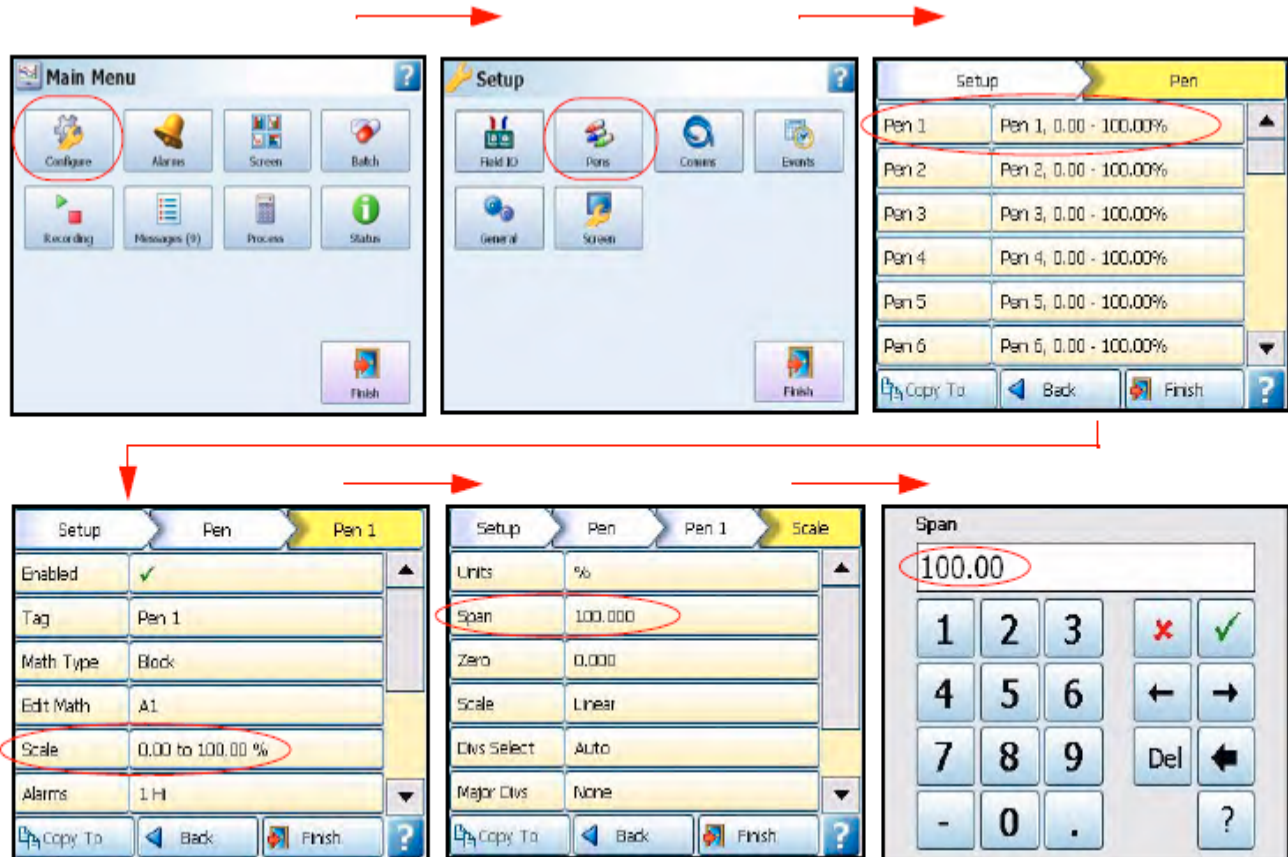 Main Menu
?
Configure
Alarms
Screen
Batch
Recording
Messages (9)
Process
Status
Finish
Setup
?
Field IO
Pens
Comms
Events
General
Screen
Finish
Setup Pen
Pen 1 Pen 1, 0.00 - 100.00%
Pen 2 Pen 2, 0.00 - 100.00%
Pen 3 Pen 3, 0.00 - 100.00%
Pen 4 Pen 4, 0.00 - 100.00%
Pen 5 Pen 5, 0.00 - 100.00%
Pen 6 Pen 6, 0.00 - 100.00%
Copy To Back Finish ?
Setup Pen Pen 1
Enabled ✓
Tag Pen 1
Math Type Block
Edit Math A1
Scale 0.00 to 100.00 %
Alarms 1 Hi
Copy To Back Finish ?
Setup Pen Pen 1 Scale
Units %
Span 100.000
Zero 0.000
Scale Linear
Divs Select Auto
Major Divs None
Copy To Back Finish ?
Span
100.00
1 2 3
4 5 6
7 8 9 Del
- 0 . ?